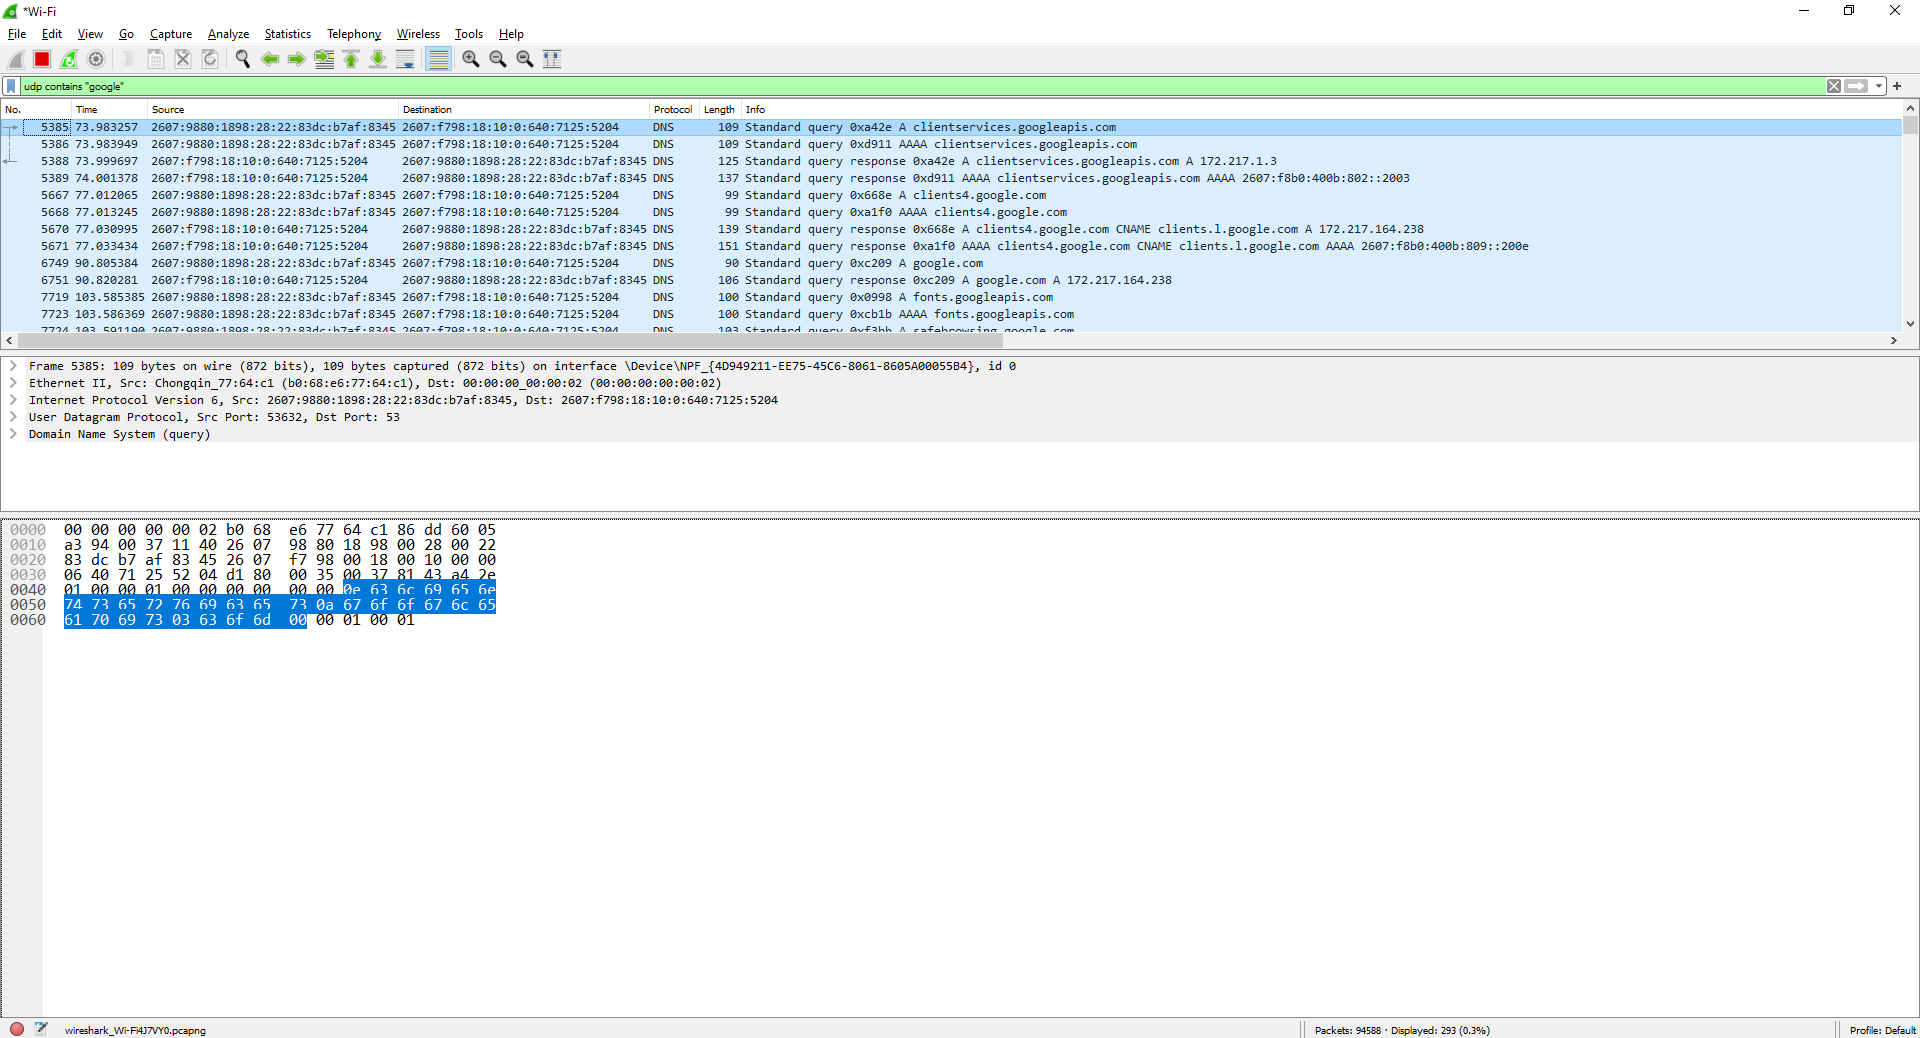 *Wi-Fi
File Edit View Go Capture Analyze Statistics Telephony Wireless Tools Help
udp contains "google"
No. Time Source Destination Protocol Length Info
5385 73.983257 2607:9880:1898:28:22:83dc:b7af:8345 2607:f798:18:10:0:640:7125:5204 DNS 109 Standard query 0xa42e A clientservices.googleapis.com
5386 73.983949 2607:9880:1898:28:22:83dc:b7af:8345 2607:f798:18:10:0:640:7125:5204 DNS 109 Standard query 0xd911 AAAA clientservices.googleapis.com
5388 73.999697 2607:f798:18:10:0:640:7125:5204 2607:9880:1898:28:22:83dc:b7af:8345 DNS 125 Standard query response 0xa42e A clientservices.googleapis.com A 172.217.1.3
5389 74.001378 2607:f798:18:10:0:640:7125:5204 2607:9880:1898:28:22:83dc:b7af:8345 DNS 137 Standard query response 0xd911 AAAA clientservices.googleapis.com AAAA 2607:f8b0:400b:802::2003
5667 77.012065 2607:9880:1898:28:22:83dc:b7af:8345 2607:f798:18:10:0:640:7125:5204 DNS 99 Standard query 0x668e A clients4.google.com
5668 77.013245 2607:9880:1898:28:22:83dc:b7af:8345 2607:f798:18:10:0:640:7125:5204 DNS 99 Standard query 0xa1f0 AAAA clients4.google.com
5670 77.030995 2607:f798:18:10:0:640:7125:5204 2607:9880:1898:28:22:83dc:b7af:8345 DNS 139 Standard query response 0x668e A clients4.google.com CNAME clients.l.google.com A 172.217.164.238
5671 77.033434 2607:f798:18:10:0:640:7125:5204 2607:9880:1898:28:22:83dc:b7af:8345 DNS 151 Standard query response 0xa1f0 AAAA clients4.google.com CNAME clients.l.google.com AAAA 2607:f8b0:400b:809::200e
6749 90.805384 2607:9880:1898:28:22:83dc:b7af:8345 2607:f798:18:10:0:640:7125:5204 DNS 90 Standard query 0xc209 A google.com
6751 90.820281 2607:f798:18:10:0:640:7125:5204 2607:9880:1898:28:22:83dc:b7af:8345 DNS 106 Standard query response 0xc209 A google.com A 172.217.164.238
7719 103.585385 2607:9880:1898:28:22:83dc:b7af:8345 2607:f798:18:10:0:640:7125:5204 DNS 100 Standard query 0x0998 A fonts.googleapis.com
7723 103.586369 2607:9880:1898:28:22:83dc:b7af:8345 2607:f798:18:10:0:640:7125:5204 DNS 100 Standard query 0xcb1b AAAA fonts.googleapis.com
7724 103.591190 2607:9880:1898:28:22:83dc:b7af:8345 2607:f798:18:10:0:640:7125:5204 DNS 103 Standard query 0xf3bb A safebrowsing.google.com
Frame 5385: 109 bytes on wire (872 bits), 109 bytes captured (872 bits) on interface \Device\NPF_{4D949211-EE75-45C6-8061-8605A00055B4}, id 0
Ethernet II, Src: Chongqin_77:64:c1 (b0:68:e6:77:64:c1), Dst: 00:00:00_00:00:02 (00:00:00:00:00:02)
Internet Protocol Version 6, Src: 2607:9880:1898:28:22:83dc:b7af:8345, Dst: 2607:f798:18:10:0:640:7125:5204
User Datagram Protocol, Src Port: 53632, Dst Port: 53
Domain Name System (query)
0000 00 00 00 00 00 02 b0 68 e6 77 64 c1 86 dd 60 05
0010 a3 94 00 37 11 40 26 07 98 80 18 98 00 28 00 22
0020 83 dc b7 af 83 45 26 07 f7 98 00 18 00 10 00 00
0030 06 40 71 25 52 04 d1 80 00 35 00 37 81 43 a4 2e
0040 01 00 00 01 00 00 00 00 00 00 0e 63 6c 69 65 6e
0050 74 73 65 72 76 69 63 65 73 0a 67 6f 6f 67 6c 65
0060 61 70 69 73 03 63 6f 6d 00 00 01 00 01
wireshark_Wi-Fi4J7VY0.pcapng Packets: 94588 · Displayed: 293 (0.3%) Profile: Default